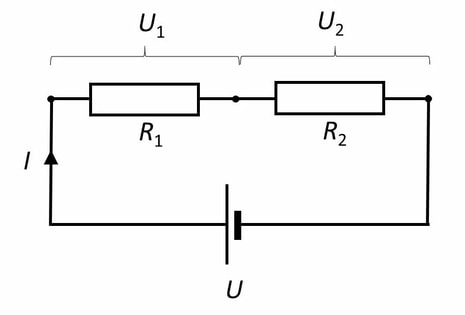 U₁ U₂
R₁ R₂
I
U